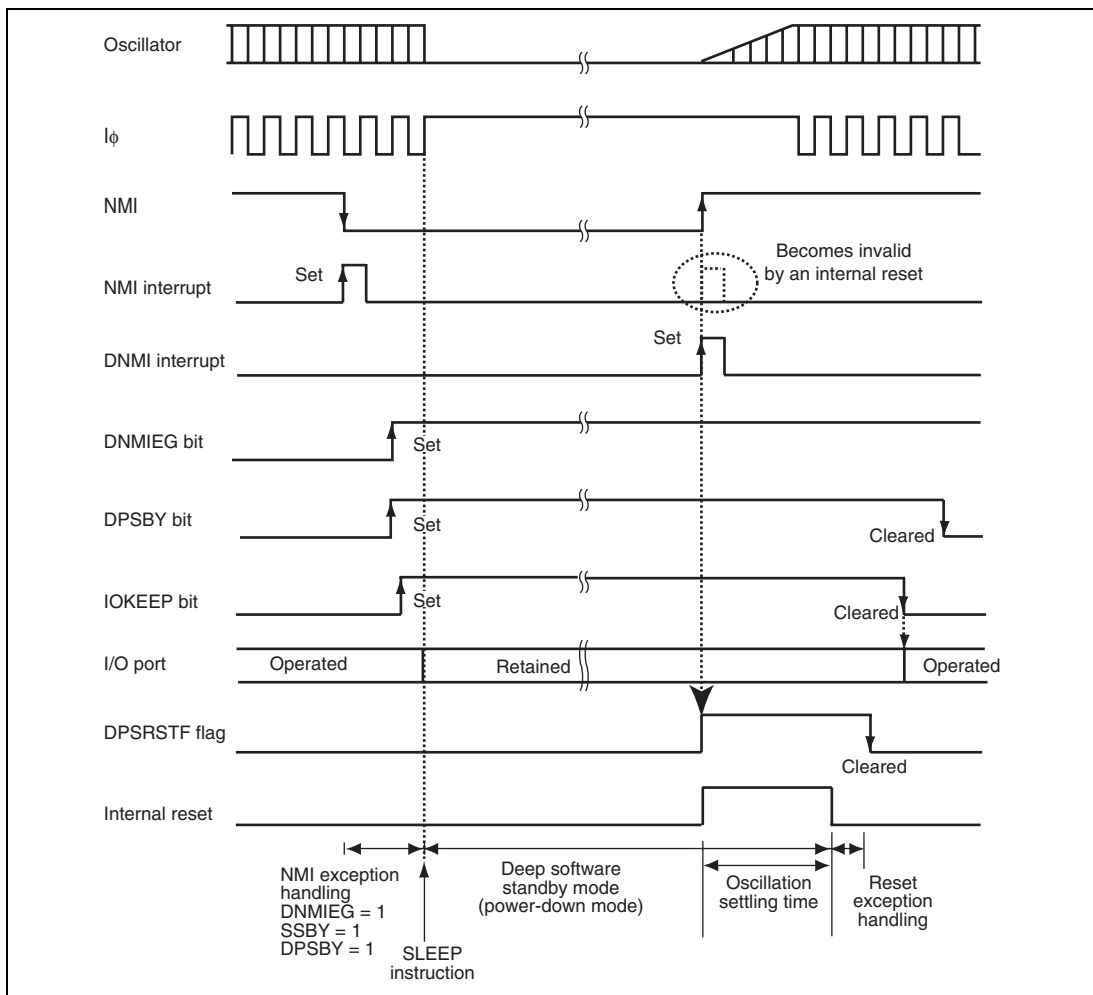 Oscillator
Iϕ
NMI
Becomes invalid
by an internal reset
Set
NMI interrupt
Set
DNMI interrupt
DNMIEG bit
Set
DPSBY bit
Set
Cleared
IOKEEP bit
Set
Cleared
I/O port
Operated
Retained
Operated
DPSRSTF flag
Cleared
Internal reset
NMI exception
handling
DNMIEG = 1
SSBY = 1
DPSBY = 1
Deep software
standby mode
(power-down mode)
Oscillation
settling time
Reset
exception
handling
SLEEP
instruction